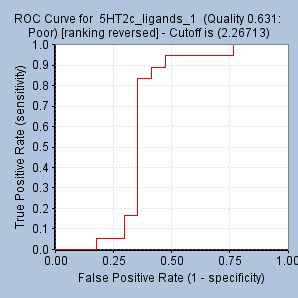 ROC Curve for 5HT2c_ligands_1 (Quality 0.631:
Poor) [ranking reversed] - Cutoff is (2.26713)
True Positive Rate (sensitivity)
1.0
0.9
0.8
0.7
0.6
0.5
0.4
0.3
0.2
0.1
0.0
0.00 0.25 0.50 0.75 1.00
False Positive Rate (1 - specificity)